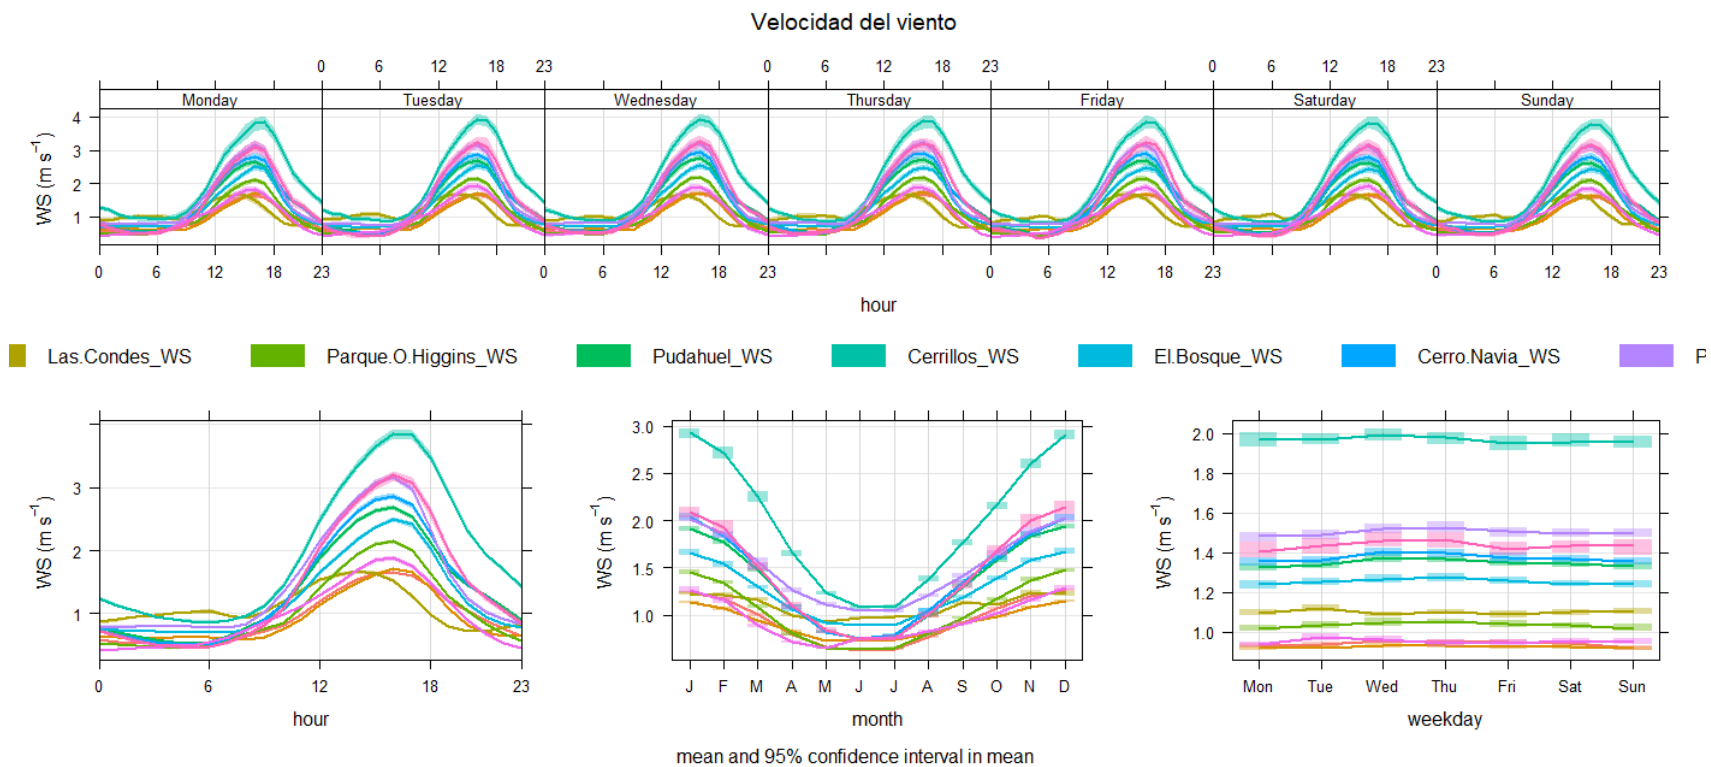 Velocidad del viento
0 6 12 18 23 0 6 12 18 23 0 6 12 18 23
Monday Tuesday Wednesday Thursday Friday Saturday Sunday
4
3
2
1
WS (m s⁻¹)
0 6 12 18 23 0 6 12 18 23 0 6 12 18 23 0 6 12 18 23
hour
Las.Condes_WS Parque.O.Higgins_WS Pudahuel_WS Cerrillos_WS El.Bosque_WS Cerro.Navia_WS P
3
2
1
WS (m s⁻¹)
0 6 12 18 23
hour
3.0
2.5
2.0
1.5
1.0
WS (m s⁻¹)
J F M A M J J A S O N D
month
2.0
1.8
1.6
1.4
1.2
1.0
WS (m s⁻¹)
Mon Tue Wed Thu Fri Sat Sun
weekday
mean and 95% confidence interval in mean